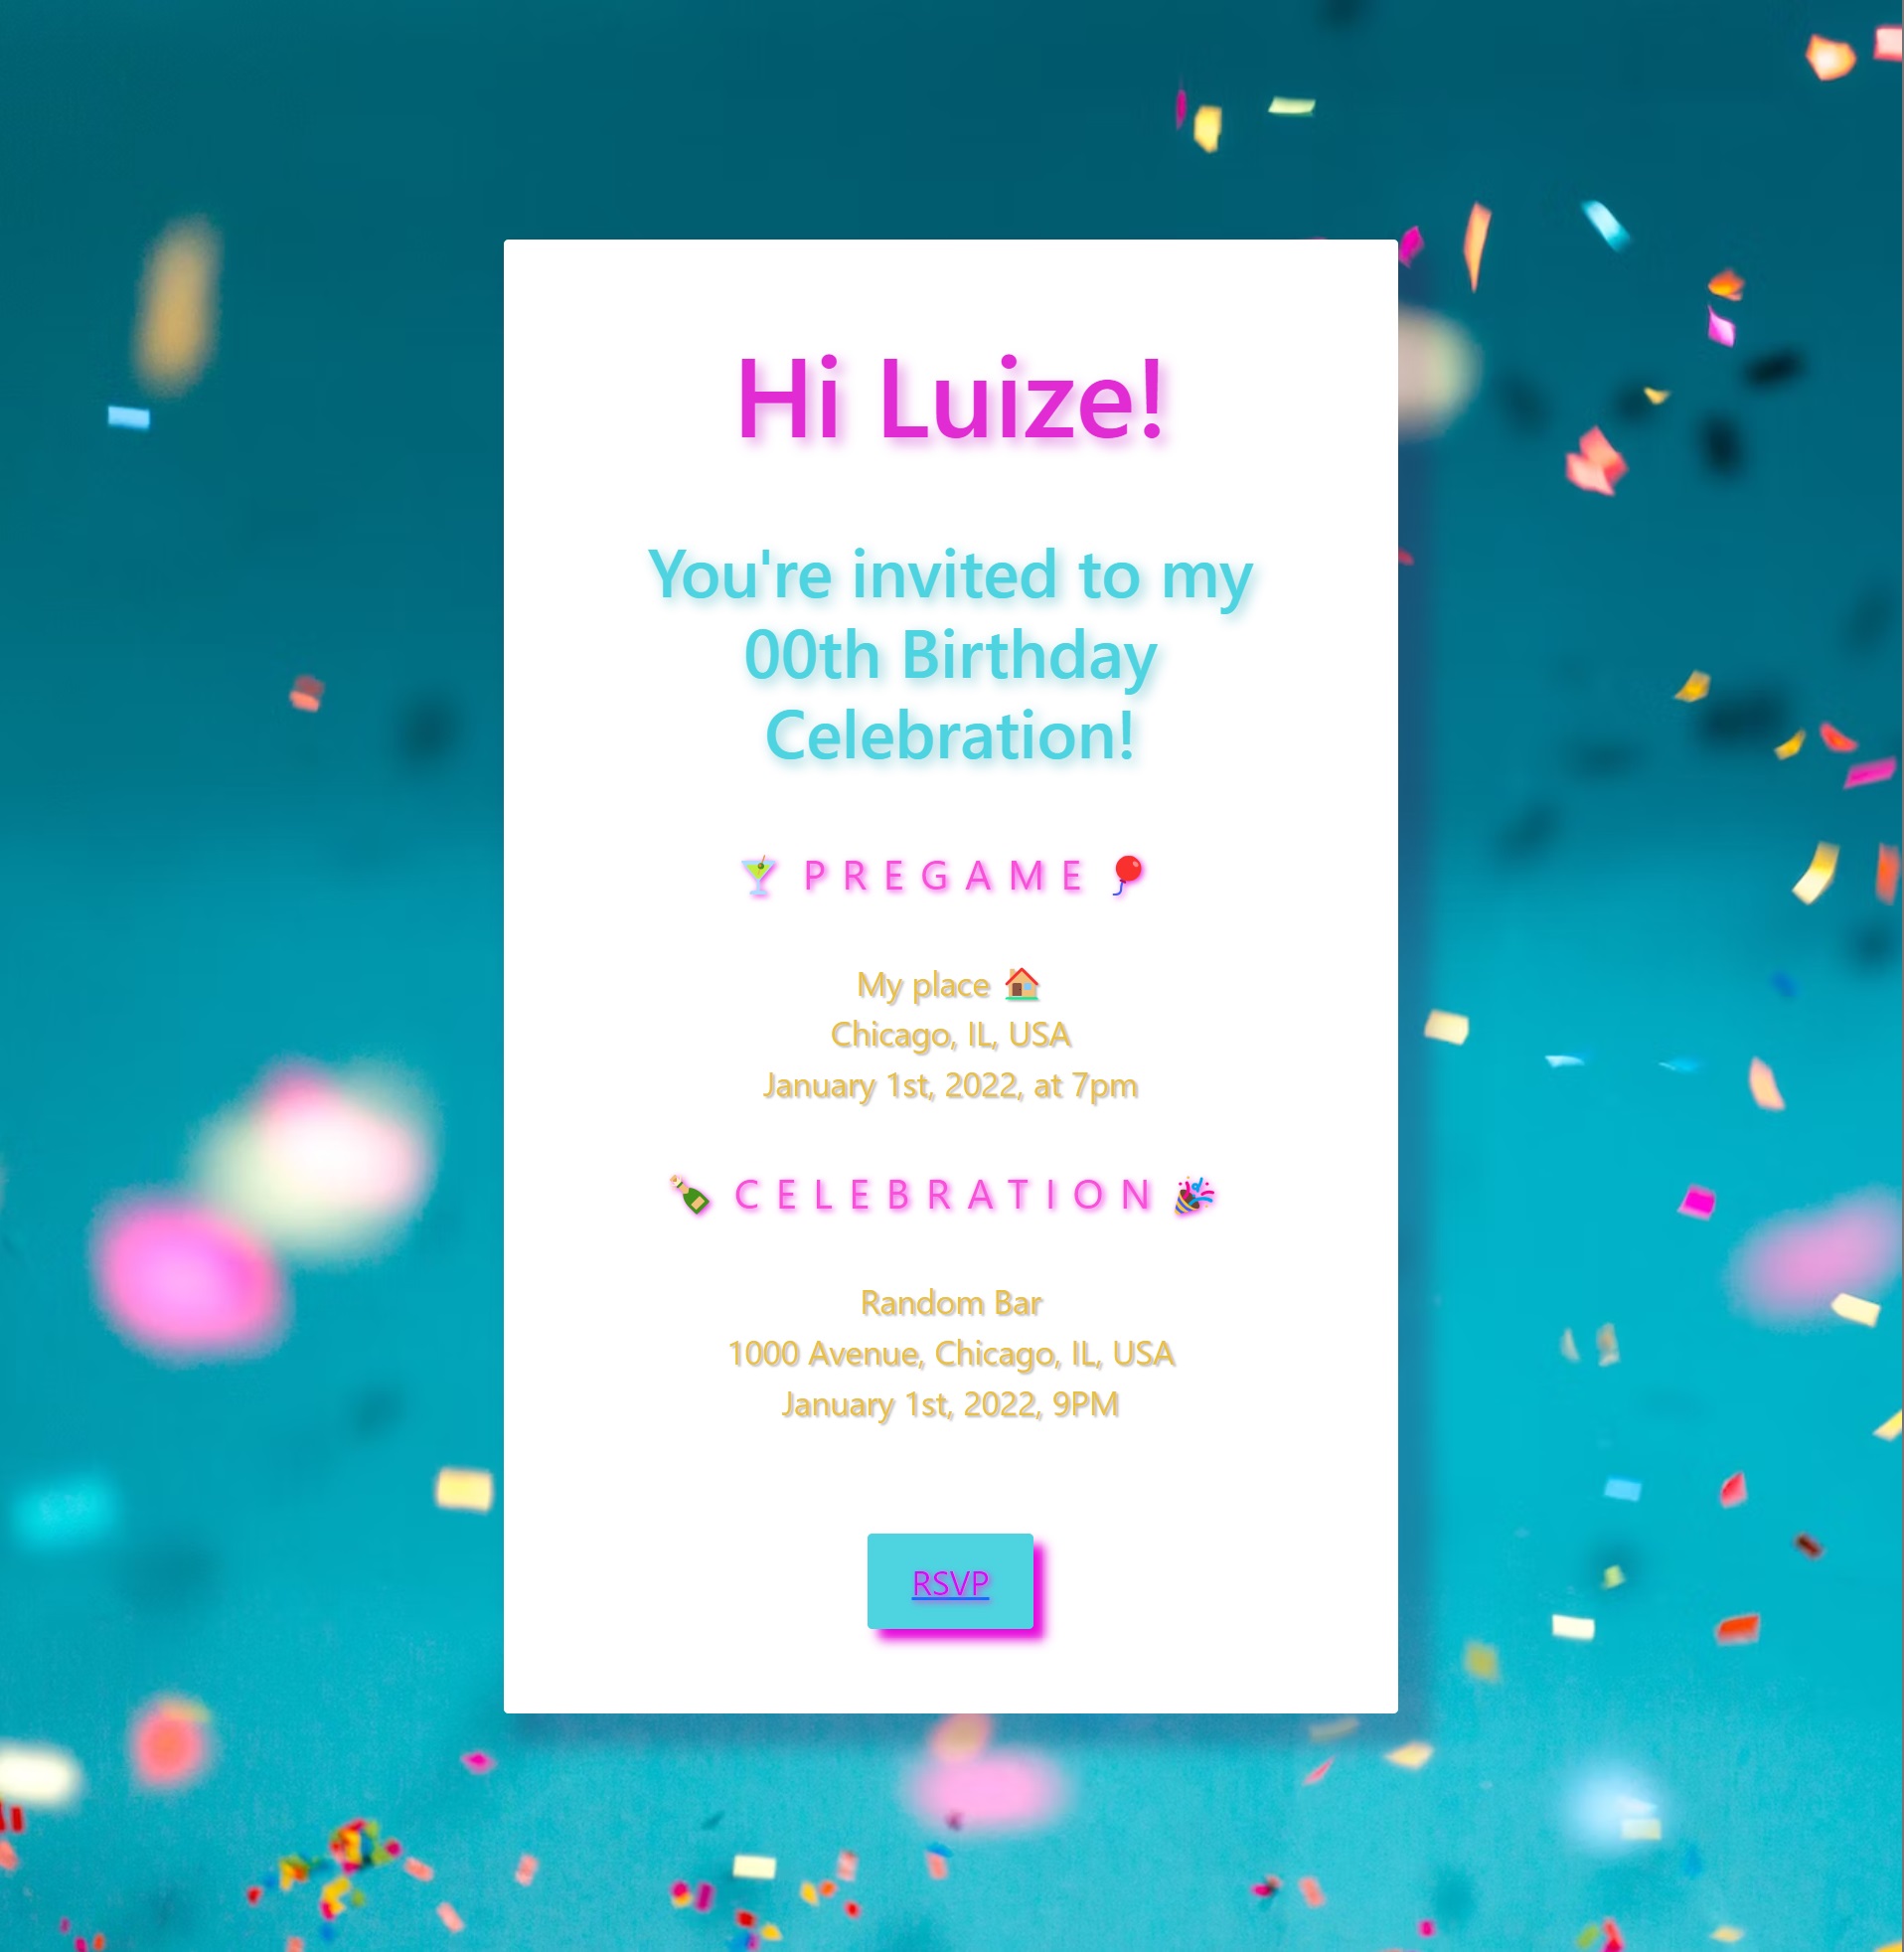 Hi Luize!
You're invited to my
00th Birthday
Celebration!
🍸 PREGAME 🎈
My place 🏠
Chicago, IL, USA
January 1st, 2022, at 7pm
🍾 CELEBRATION 🎉
Random Bar
1000 Avenue, Chicago, IL, USA
January 1st, 2022, 9PM
RSVP